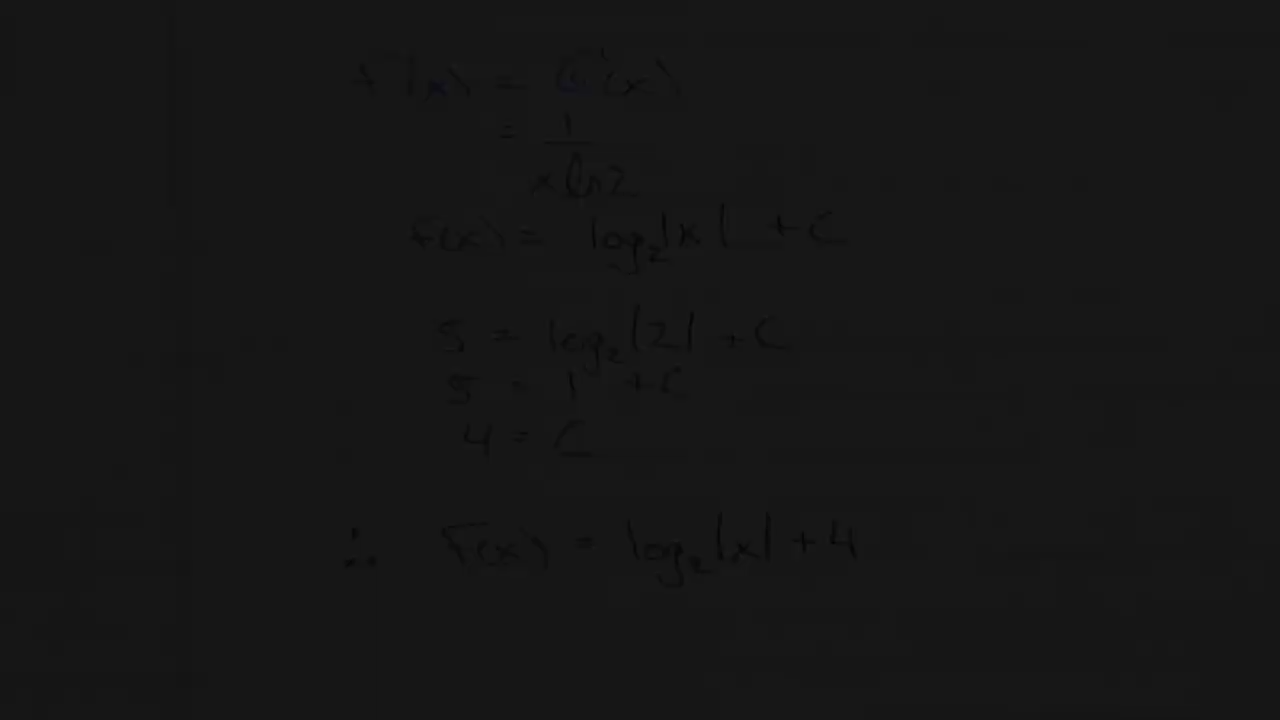 F'(x) = G'(x)
= 1/(x ln 2)
F(x) = log₂|x| + C
5 = log₂|2| + C
5 = 1 + C
4 = C
∴ F(x) = log₂|x| + 4